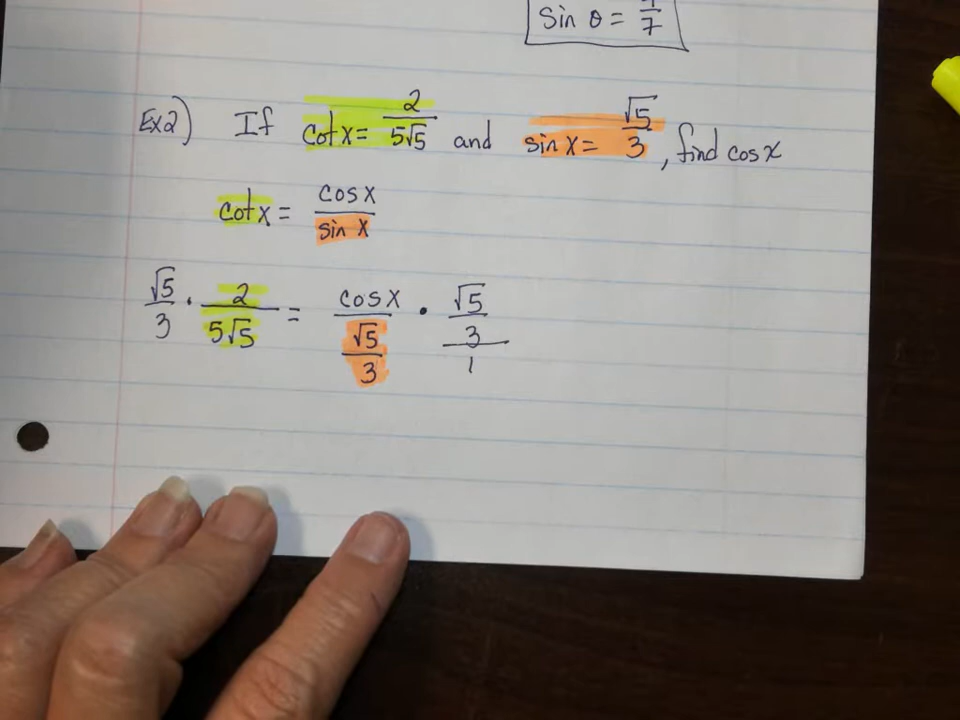 sin θ = /7
Ex2) If cot x = 2/5√5 and sin x = √5/3, find cos x
cot x = cos x/sin x
√5/3 · 2/5√5 = cos x/(√5/3) · (√5/3)/1